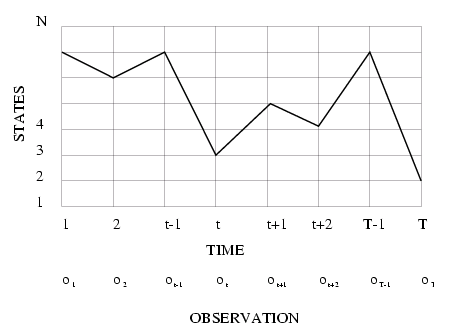 N
STATES
4
3
2
1
1 2 t-1 t t+1 t+2 T-1 T
TIME
O1 O2 Ot-1 Ot Ot+1 Ot+2 OT-1 OT
OBSERVATION